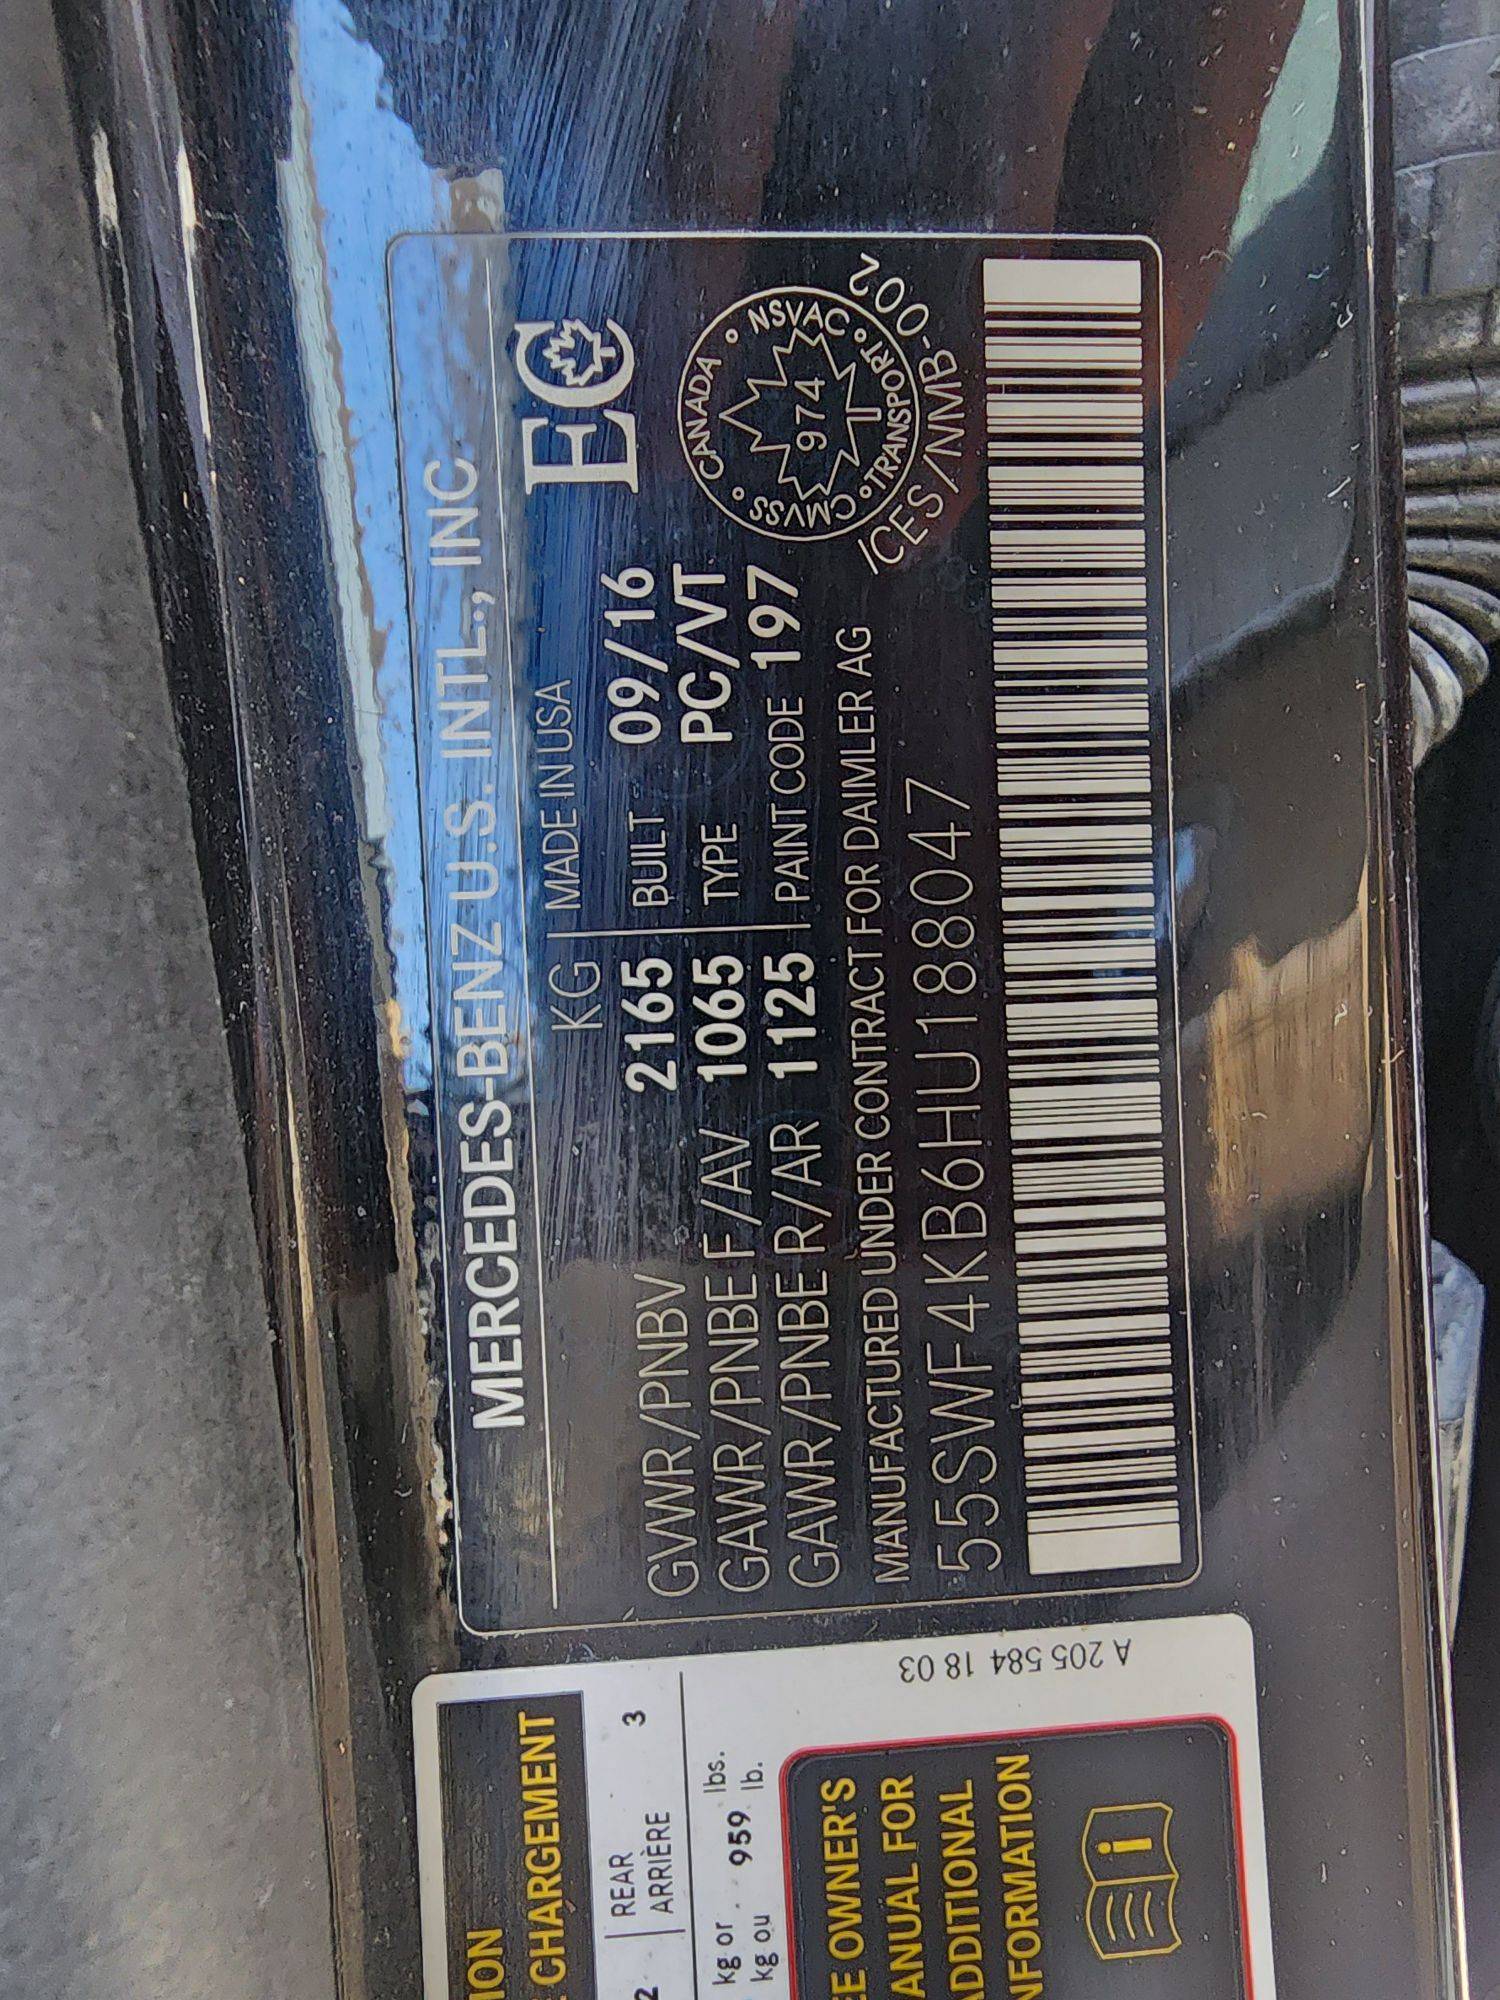 MERCEDES-BENZ U.S. INTL., INC
KG MADE IN USA
GVWR/PNBV 2165 BUILT 09/16
GAWR/PNBE F/AV 1065 TYPE PC/VT
GAWR/PNBE R/AR 1125 PAINT CODE 197
MANUFACTURED UNDER CONTRACT FOR DAIMLER AG
55SWF4KB6HU188047
EC
CANADA
NSVAC
974
CMVSS
TRANSPORT
ICES/NMB-002
CHARGEMENT
2 REAR 3
ARRIÈRE
kg or lbs.
kg ou 959 lb.
OWNER'S
FOR
ADDITIONAL
INFORMATION
i
A 205 584 18 03